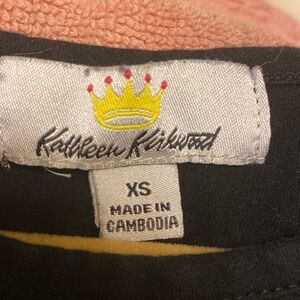 Kathleen Kirkwood
XS
MADE IN
CAMBODIA